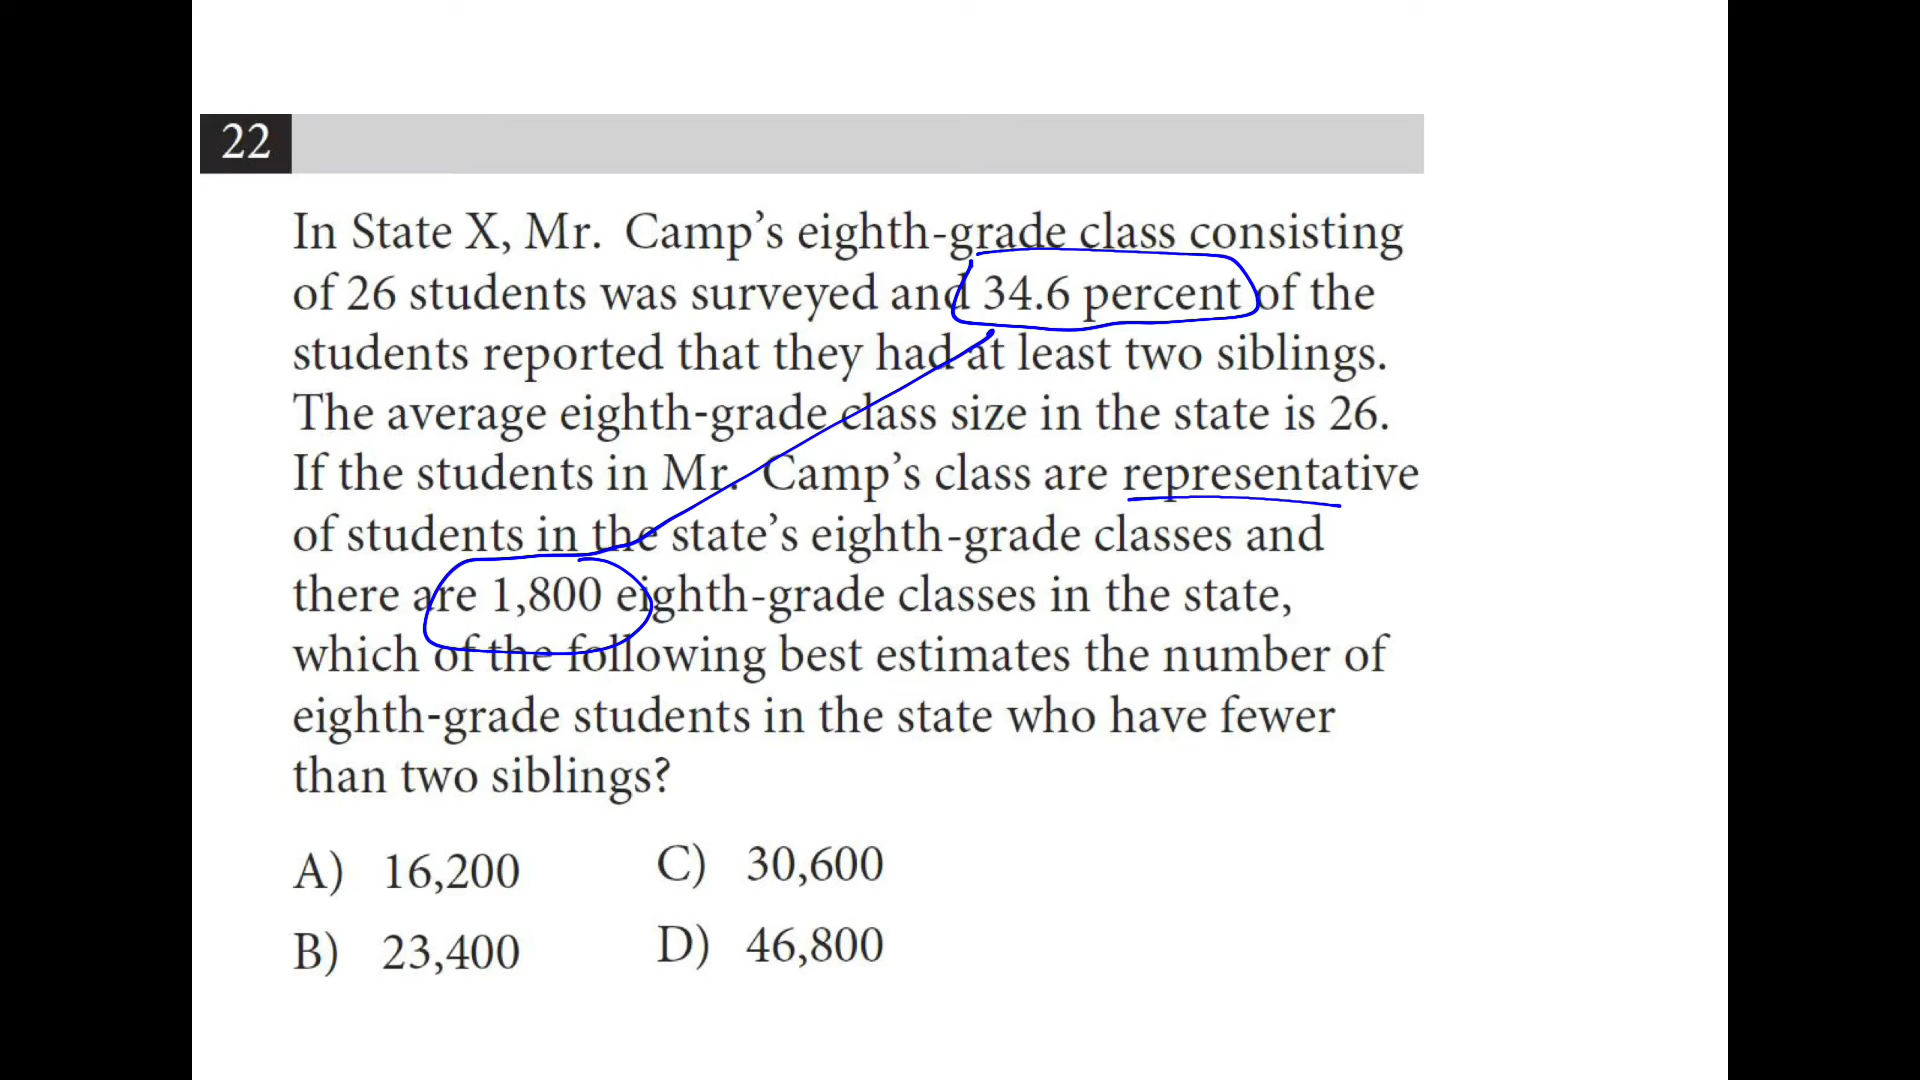 22
In State X, Mr. Camp’s eighth-grade class consisting
of 26 students was surveyed and 34.6 percent of the
students reported that they had at least two siblings.
The average eighth-grade class size in the state is 26.
If the students in Mr. Camp’s class are representative
of students in the state’s eighth-grade classes and
there are 1,800 eighth-grade classes in the state,
which of the following best estimates the number of
eighth-grade students in the state who have fewer
than two siblings?
A) 16,200
B) 23,400
C) 30,600
D) 46,800